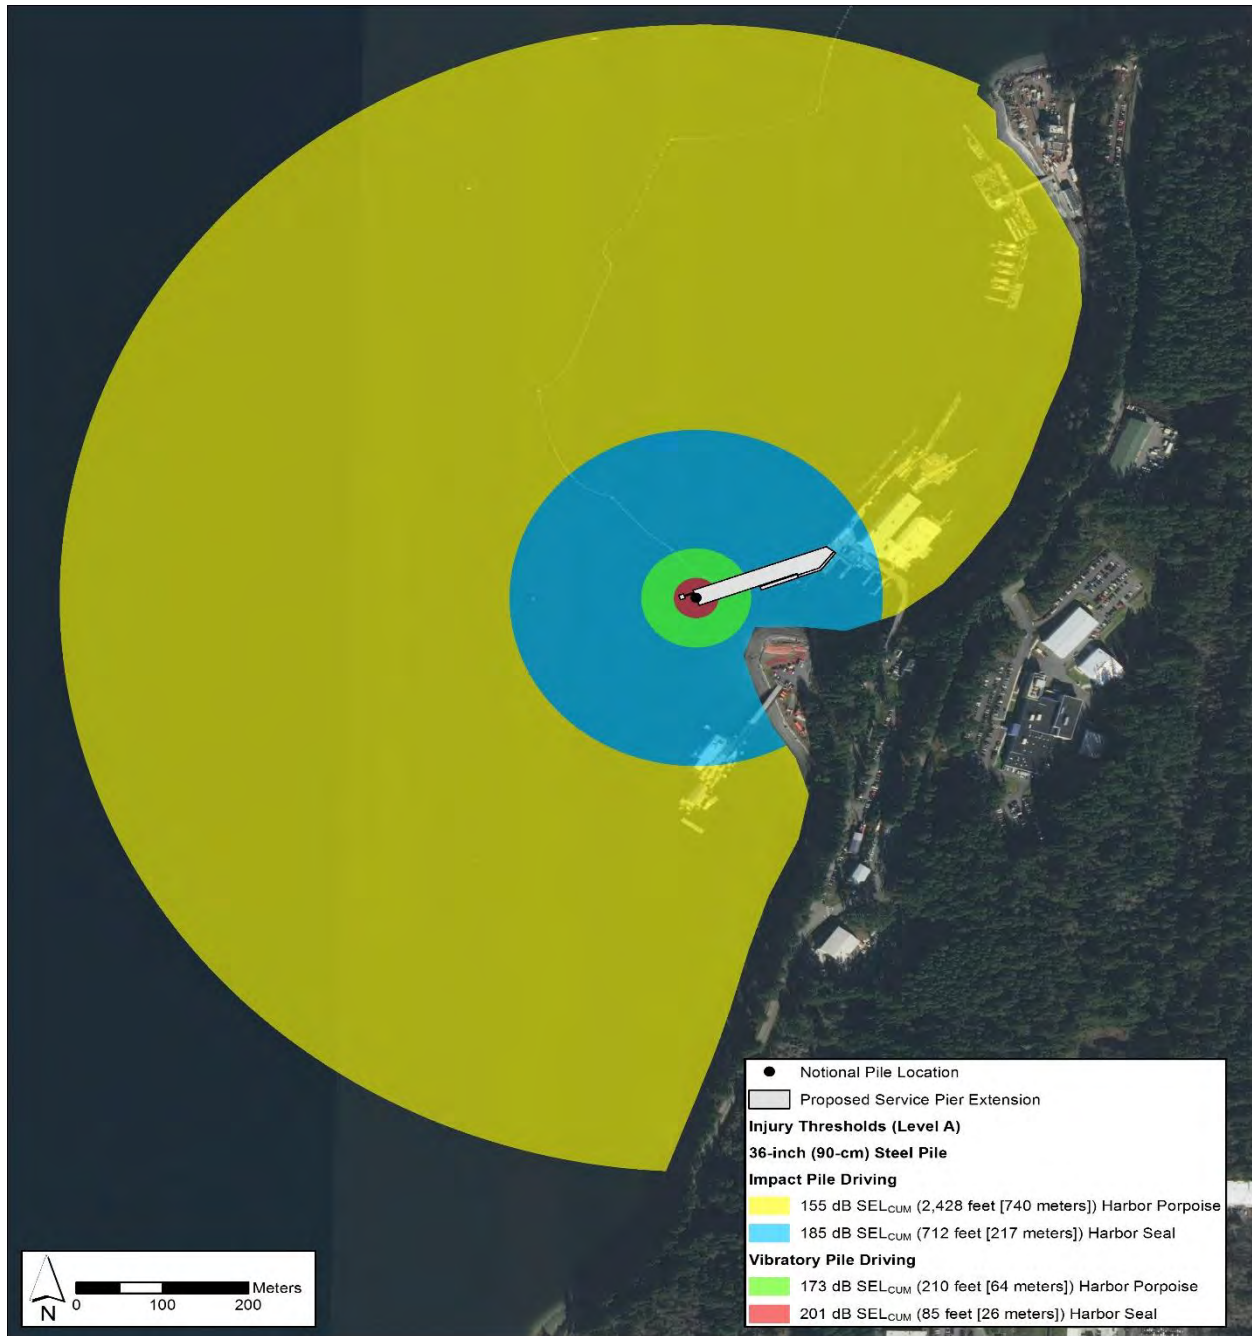 Notional Pile Location
Proposed Service Pier Extension
Injury Thresholds (Level A)
36-inch (90-cm) Steel Pile
Impact Pile Driving
155 dB SELCUM (2,428 feet [740 meters]) Harbor Porpoise
185 dB SELCUM (712 feet [217 meters]) Harbor Seal
Vibratory Pile Driving
173 dB SELCUM (210 feet [64 meters]) Harbor Porpoise
201 dB SELCUM (85 feet [26 meters]) Harbor Seal
N
Meters
0 100 200